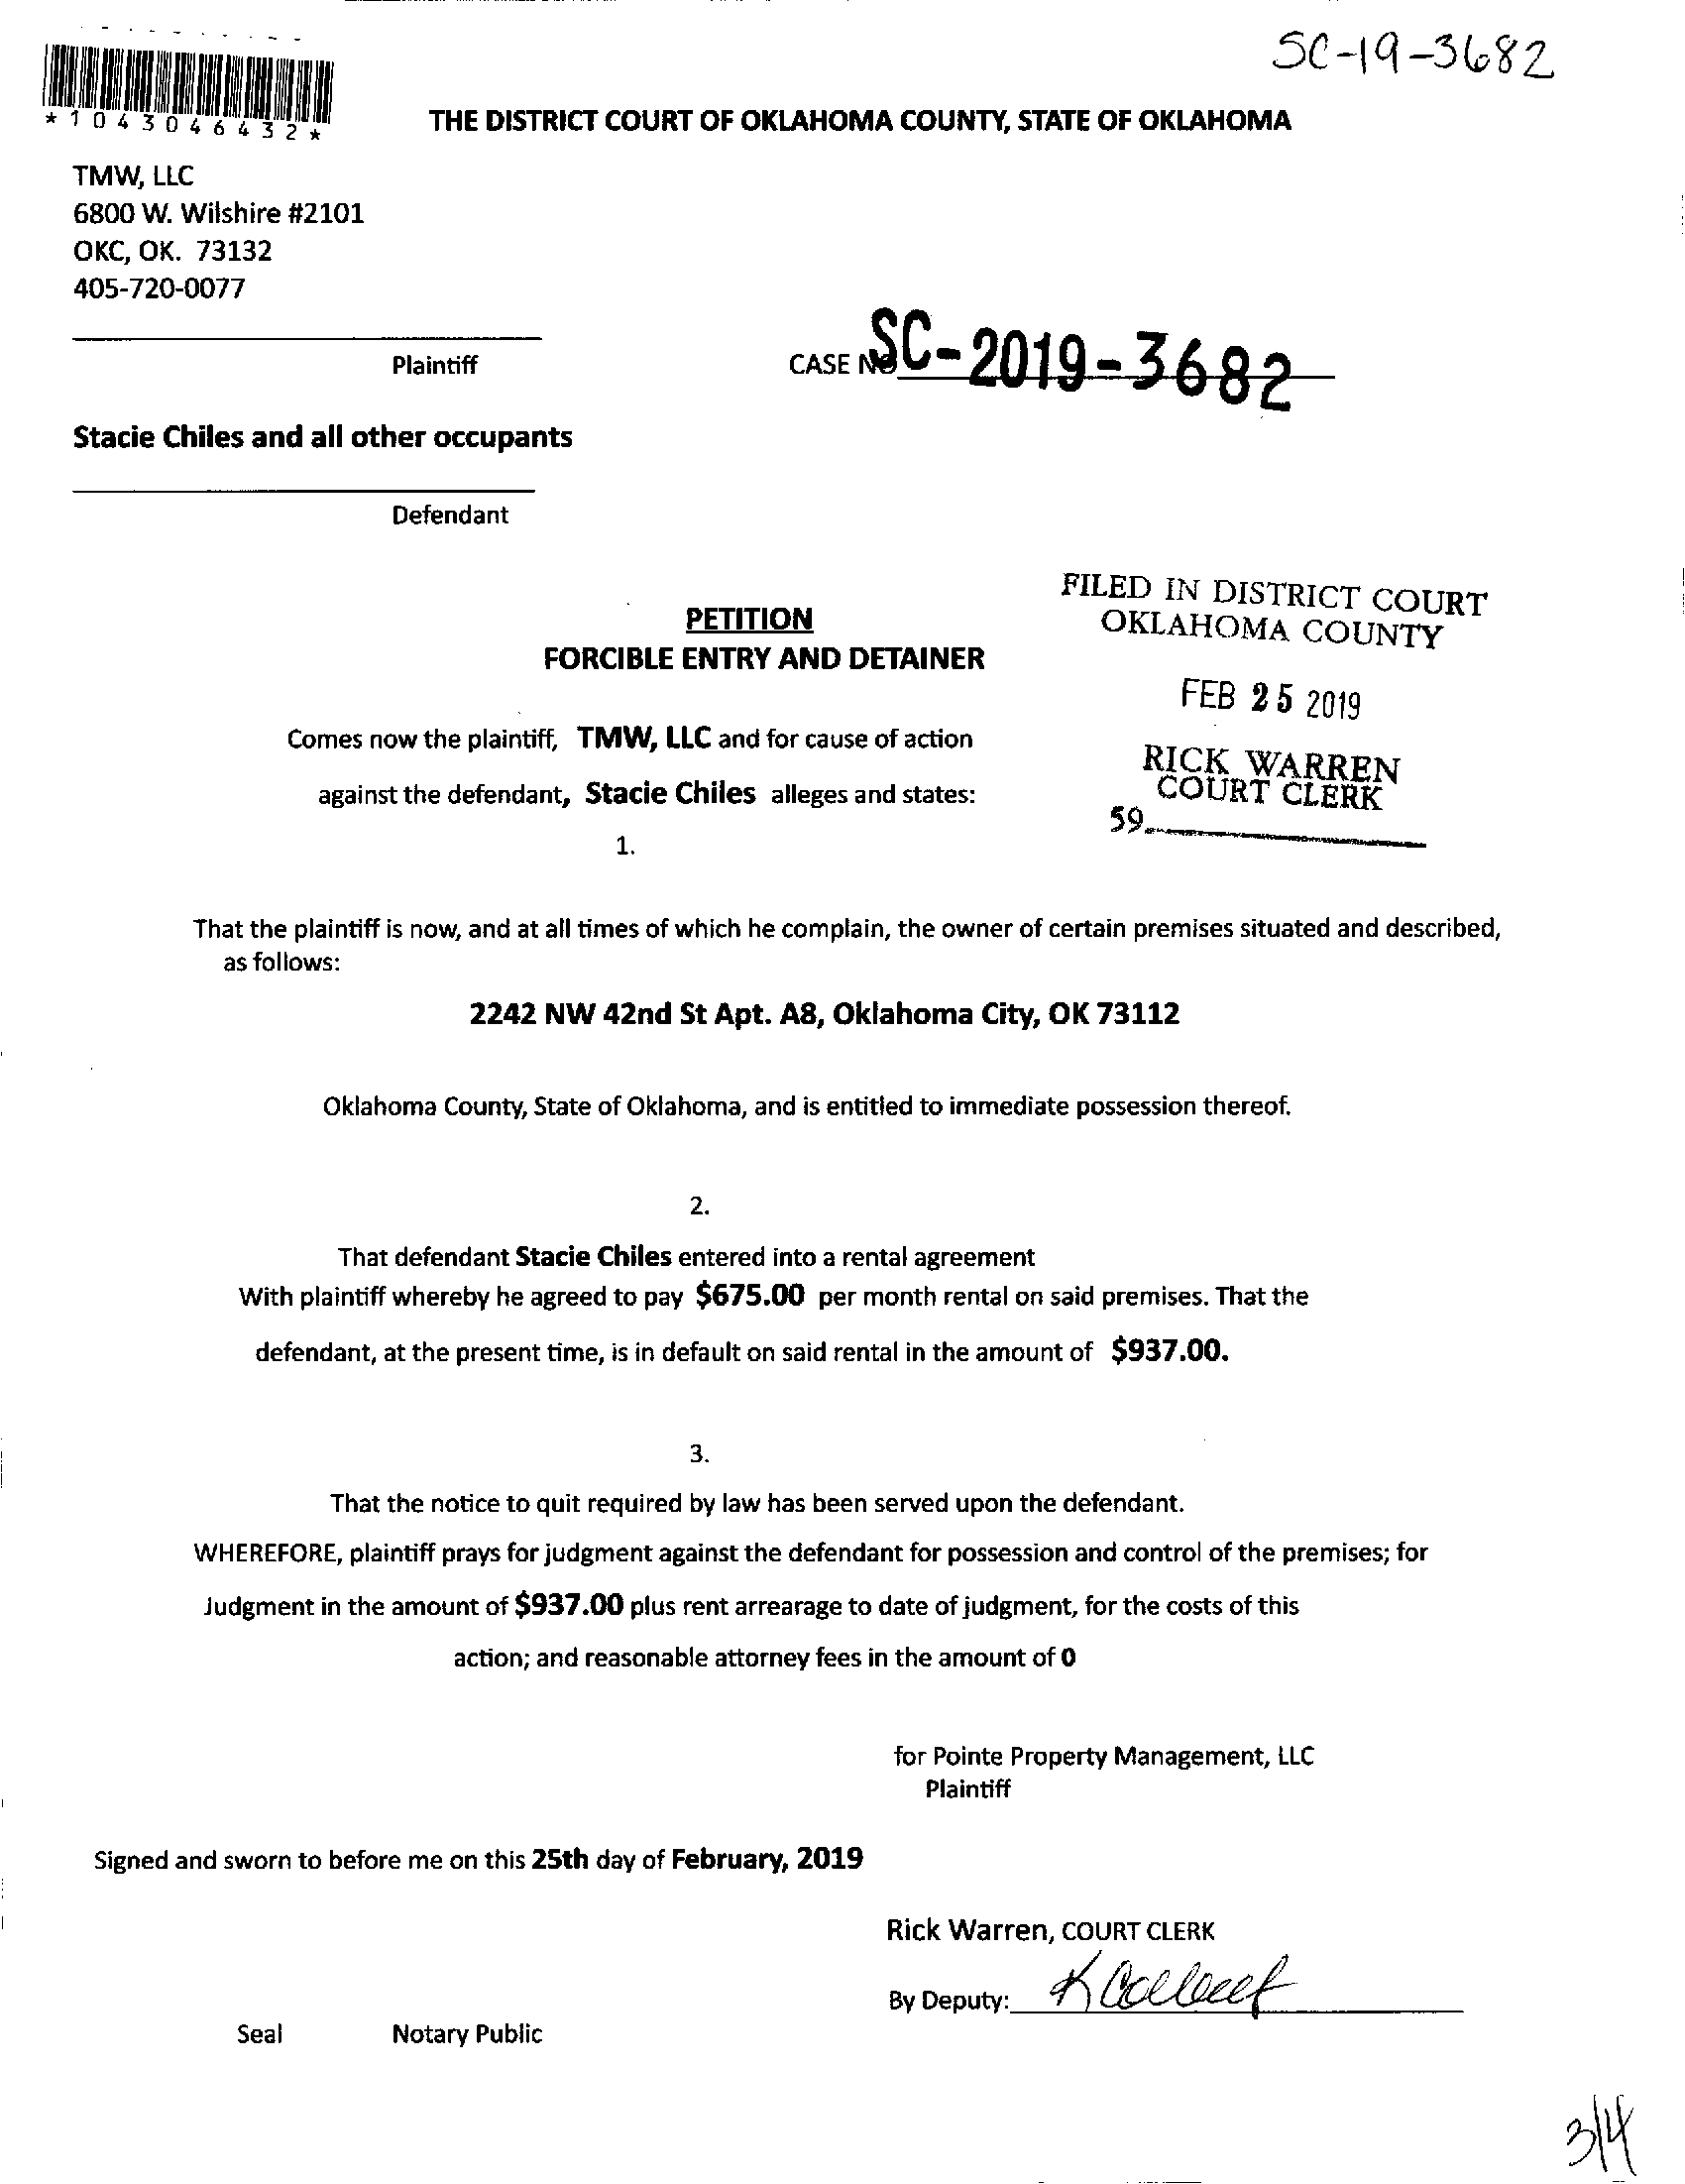 SC-19-3682
*1043046432*
THE DISTRICT COURT OF OKLAHOMA COUNTY, STATE OF OKLAHOMA
TMW, LLC
6800 W. Wilshire #2101
OKC, OK. 73132
405-720-0077
Plaintiff
CASE NO SC-2019-3682
Stacie Chiles and all other occupants
Defendant
FILED IN DISTRICT COURT
OKLAHOMA COUNTY
PETITION
FORCIBLE ENTRY AND DETAINER
FEB 25 2019
Comes now the plaintiff, TMW, LLC and for cause of action
RICK WARREN
COURT CLERK
against the defendant, Stacie Chiles alleges and states:
59
1.
That the plaintiff is now, and at all times of which he complain, the owner of certain premises situated and described,
as follows:
2242 NW 42nd St Apt. A8, Oklahoma City, OK 73112
Oklahoma County, State of Oklahoma, and is entitled to immediate possession thereof.
2.
That defendant Stacie Chiles entered into a rental agreement
With plaintiff whereby he agreed to pay $675.00 per month rental on said premises. That the
defendant, at the present time, is in default on said rental in the amount of $937.00.
3.
That the notice to quit required by law has been served upon the defendant.
WHEREFORE, plaintiff prays for judgment against the defendant for possession and control of the premises; for
Judgment in the amount of $937.00 plus rent arrearage to date of judgment, for the costs of this
action; and reasonable attorney fees in the amount of 0
for Pointe Property Management, LLC
Plaintiff
Signed and sworn to before me on this 25th day of February, 2019
Rick Warren, COURT CLERK
By Deputy:
Seal Notary Public
3/4